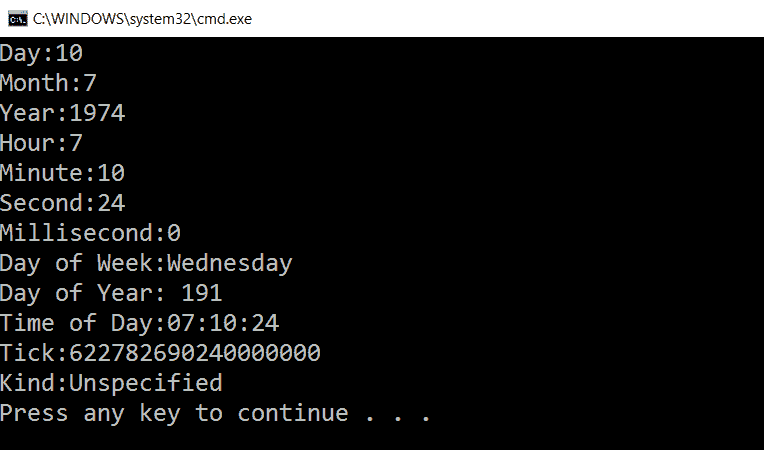 C:\WINDOWS\system32\cmd.exe
Day:10
Month:7
Year:1974
Hour:7
Minute:10
Second:24
Millisecond:0
Day of Week:Wednesday
Day of Year: 191
Time of Day:07:10:24
Tick:622782690240000000
Kind:Unspecified
Press any key to continue . . .